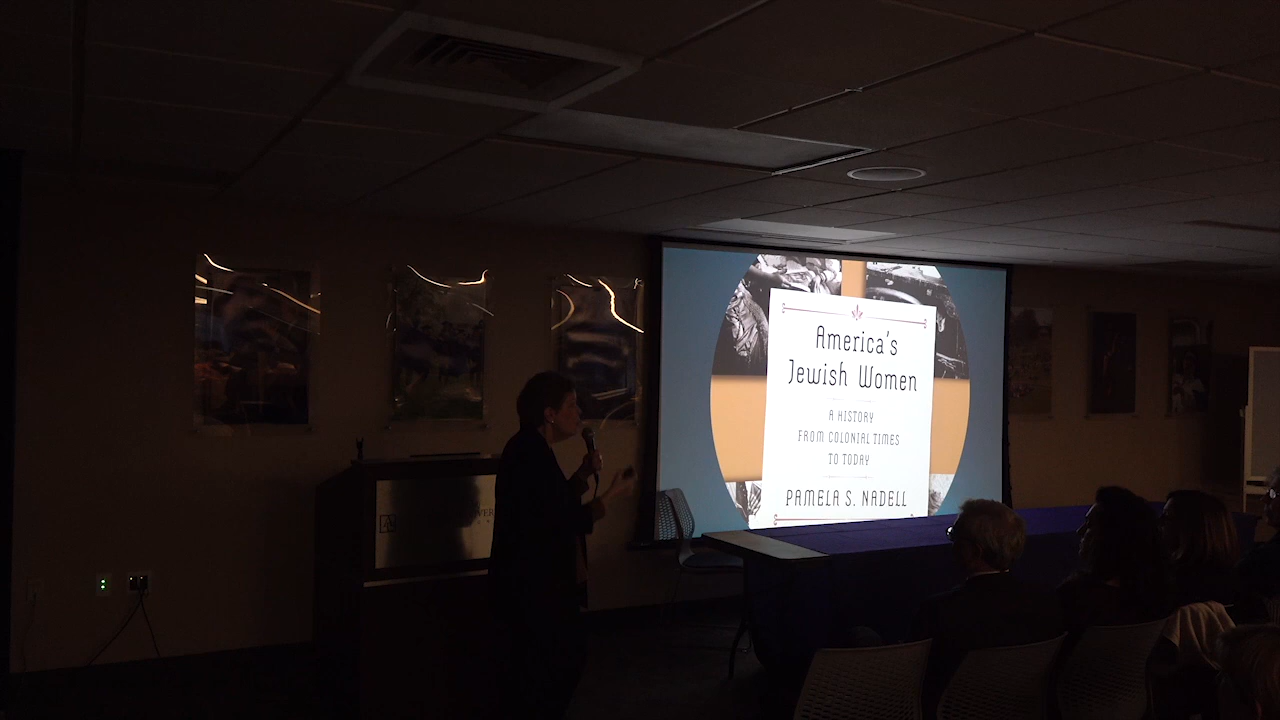 America's
Jewish Women
A HISTORY
FROM COLONIAL TIMES
TO TODAY
PAMELA S. NADELL